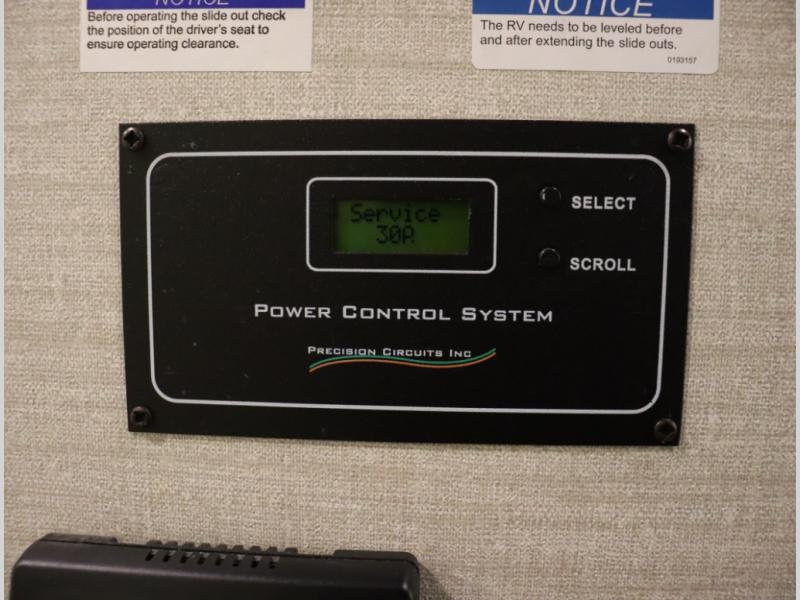 NOTICE
Before operating the slide out check
the position of the driver's seat to
ensure operating clearance.
NOTICE
The RV needs to be leveled before
and after extending the slide outs.
0193157
Service
30A
SELECT
SCROLL
POWER CONTROL SYSTEM
PRECISION CIRCUITS INC